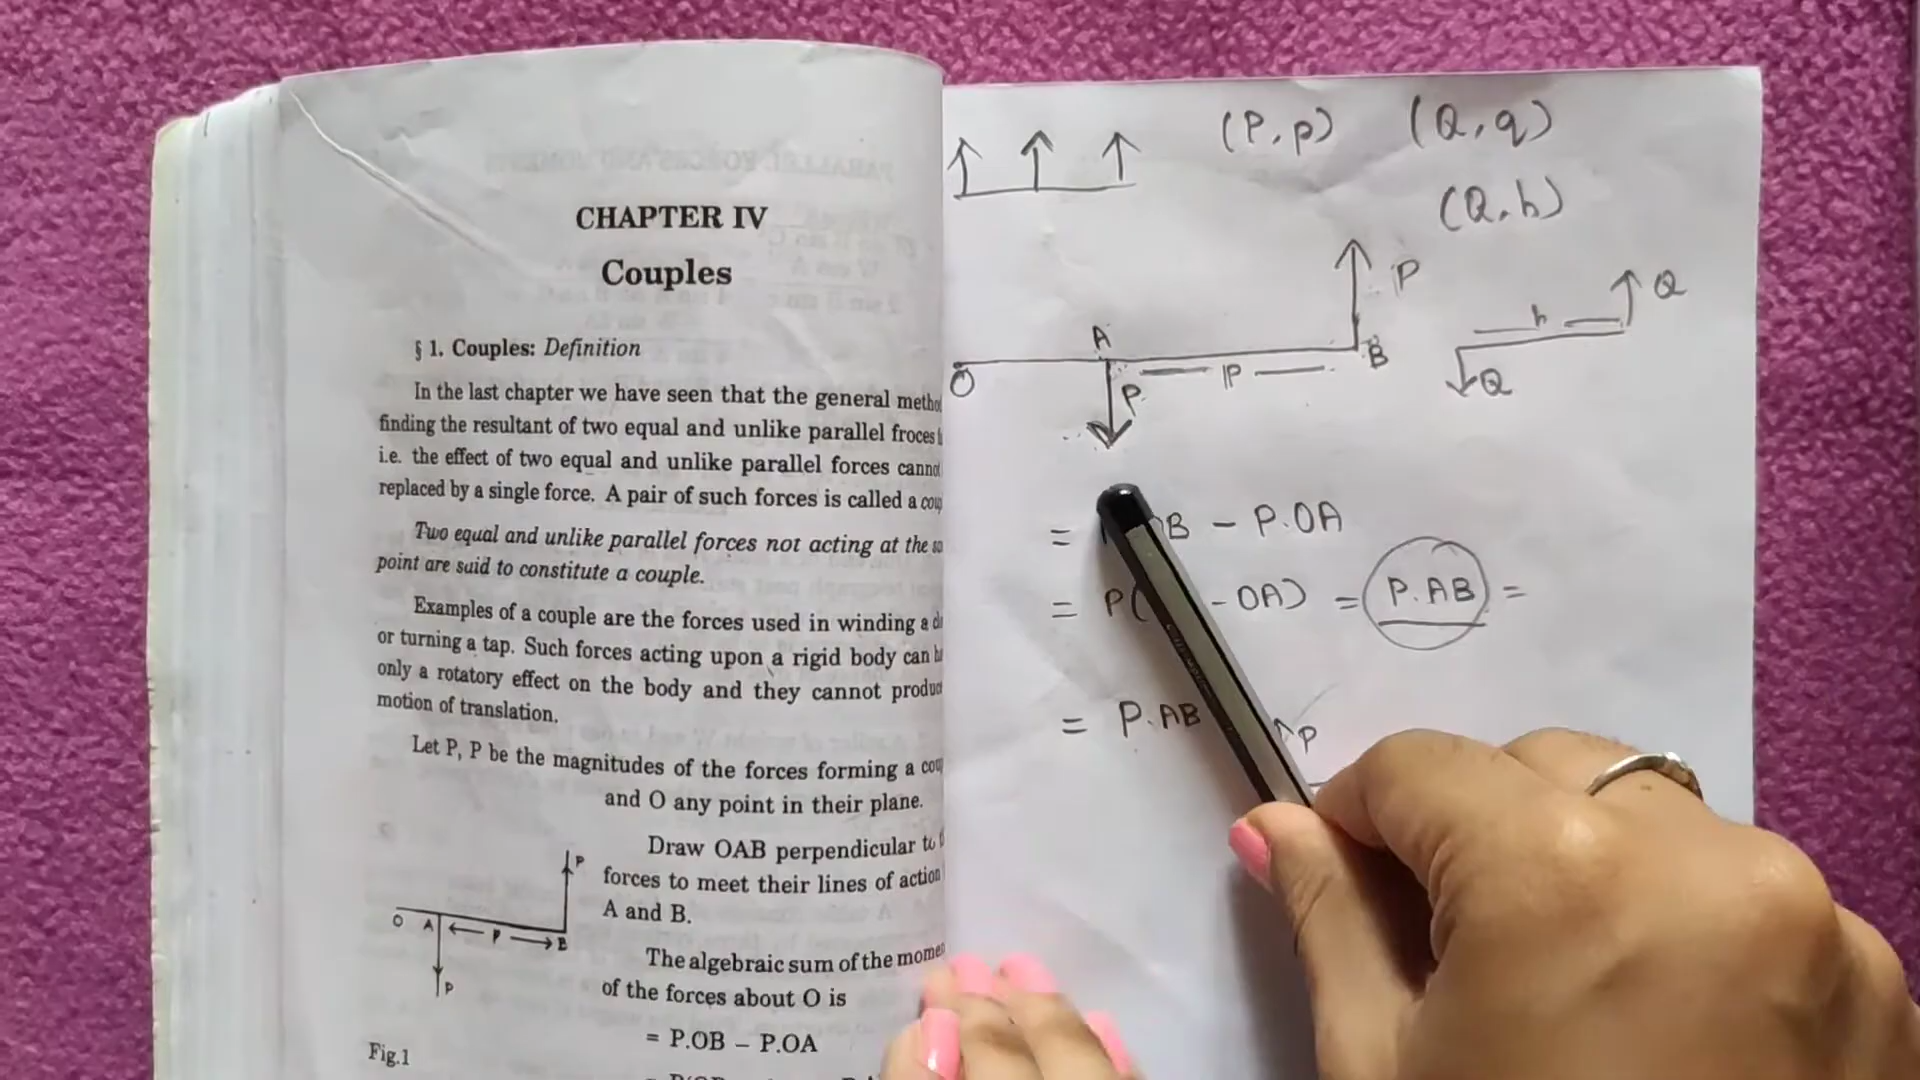 CHAPTER IV
Couples
§ 1. Couples: Definition
In the last chapter we have seen that the general
finding the resultant of two equal and unlike parallel froces
i.e. the effect of two equal and unlike parallel forces
replaced by a single force. A pair of such forces is called a
Two equal and unlike parallel forces not acting at the
point are said to constitute a couple.
Examples of a couple are the forces used in winding a
or turning a tap. Such forces acting upon a rigid body can
only a rotatory effect on the body and they cannot
motion of translation.
Let P, P be the magnitudes of the forces forming a
and O any point in their plane.
Draw OAB perpendicular to
forces to meet their lines of action
A and B.
The algebraic sum of the
of the forces about O is
= P.OB – P.OA
P
O A P B
P
Fig.1
(P, p) (Q, q)
(Q, h)
P
Q
A
h
O
B
P
P
Q
B – P.OA
= P( – OA) = P. AB =
= P. AB
P